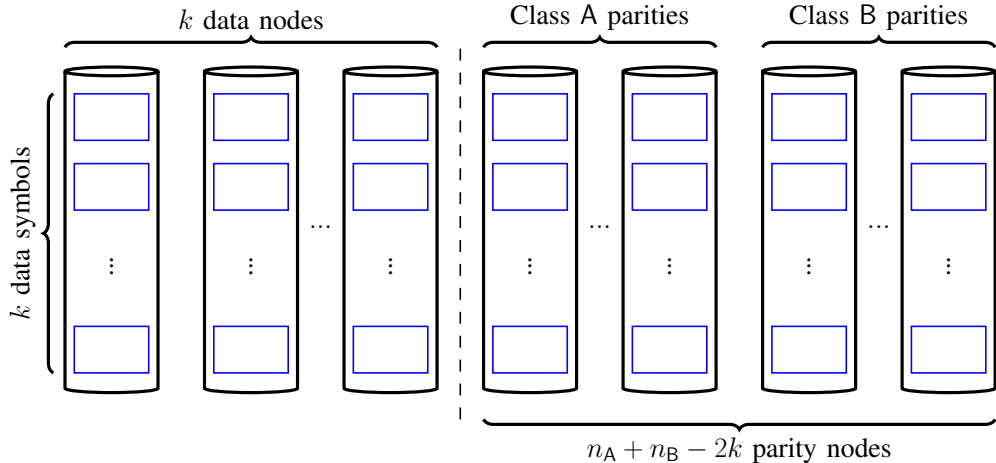 k data nodes
Class A parities
Class B parities
k data symbols
...
...
...
n_A + n_B − 2k parity nodes